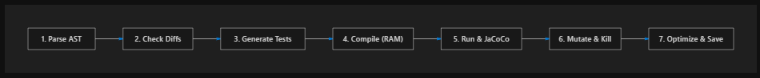 1. Parse AST
2. Check Diffs
3. Generate Tests
4. Compile (RAM)
5. Run & JaCoCo
6. Mutate & Kill
7. Optimize & Save